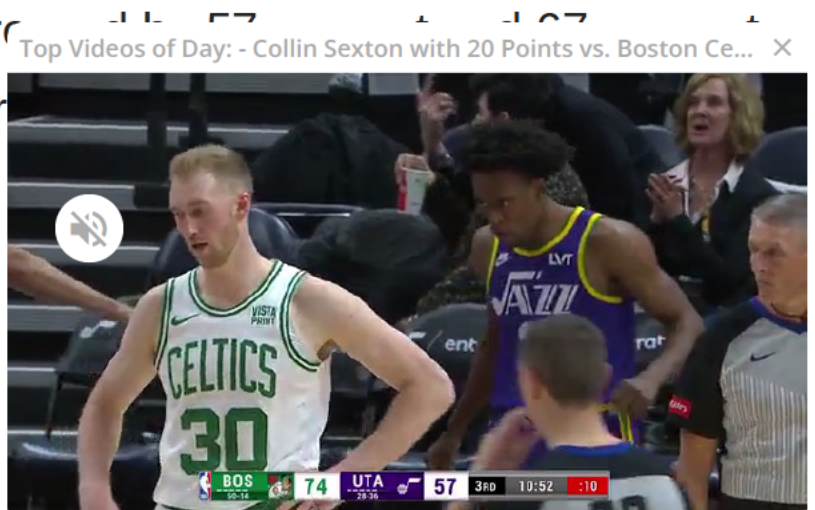 Top Videos of Day: - Collin Sexton with 20 Points vs. Boston Ce...
LVT
JAZZ
VISTA
PRINT
CELTICS
30
BOS 74 UTA 57 3RD 10:52 :10
50-14 28-36